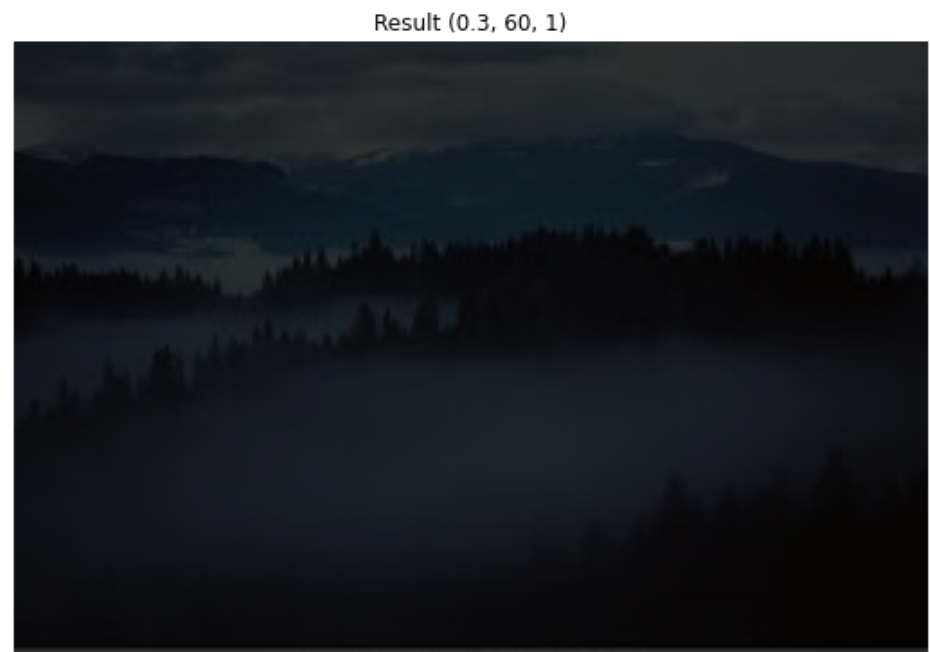 Result (0.3, 60, 1)